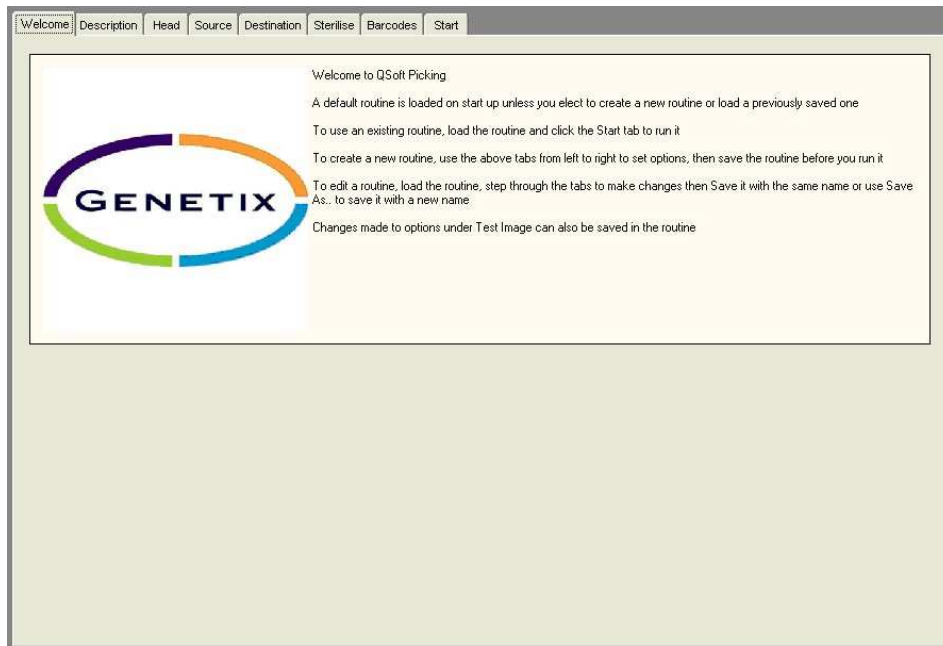 Welcome Description Head Source Destination Sterilise Barcodes Start
GENETIX
Welcome to QSoft Picking
A default routine is loaded on start up unless you elect to create a new routine or load a previously saved one
To use an existing routine, load the routine and click the Start tab to run it
To create a new routine, use the above tabs from left to right to set options, then save the routine before you run it
To edit a routine, load the routine, step through the tabs to make changes then Save it with the same name or use Save
As.. to save it with a new name
Changes made to options under Test Image can also be saved in the routine